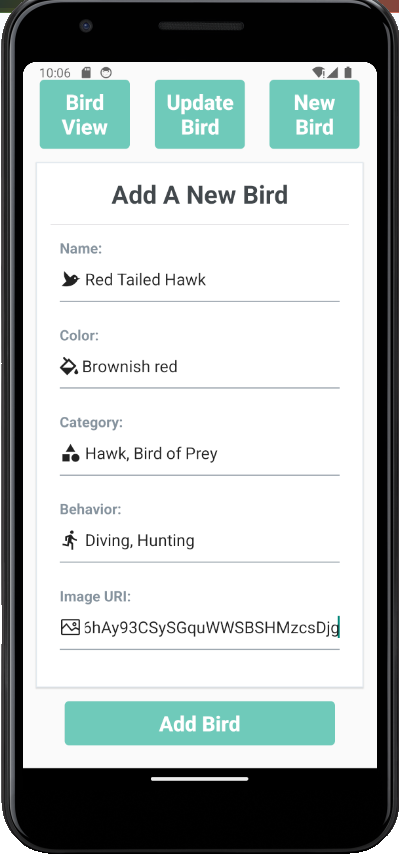 10:06
Bird View
Update Bird
New Bird
Add A New Bird
Name:
Red Tailed Hawk
Color:
Brownish red
Category:
Hawk, Bird of Prey
Behavior:
Diving, Hunting
Image URI:
6hAy93CSySGquWWSBSHMzcsDjg
Add Bird